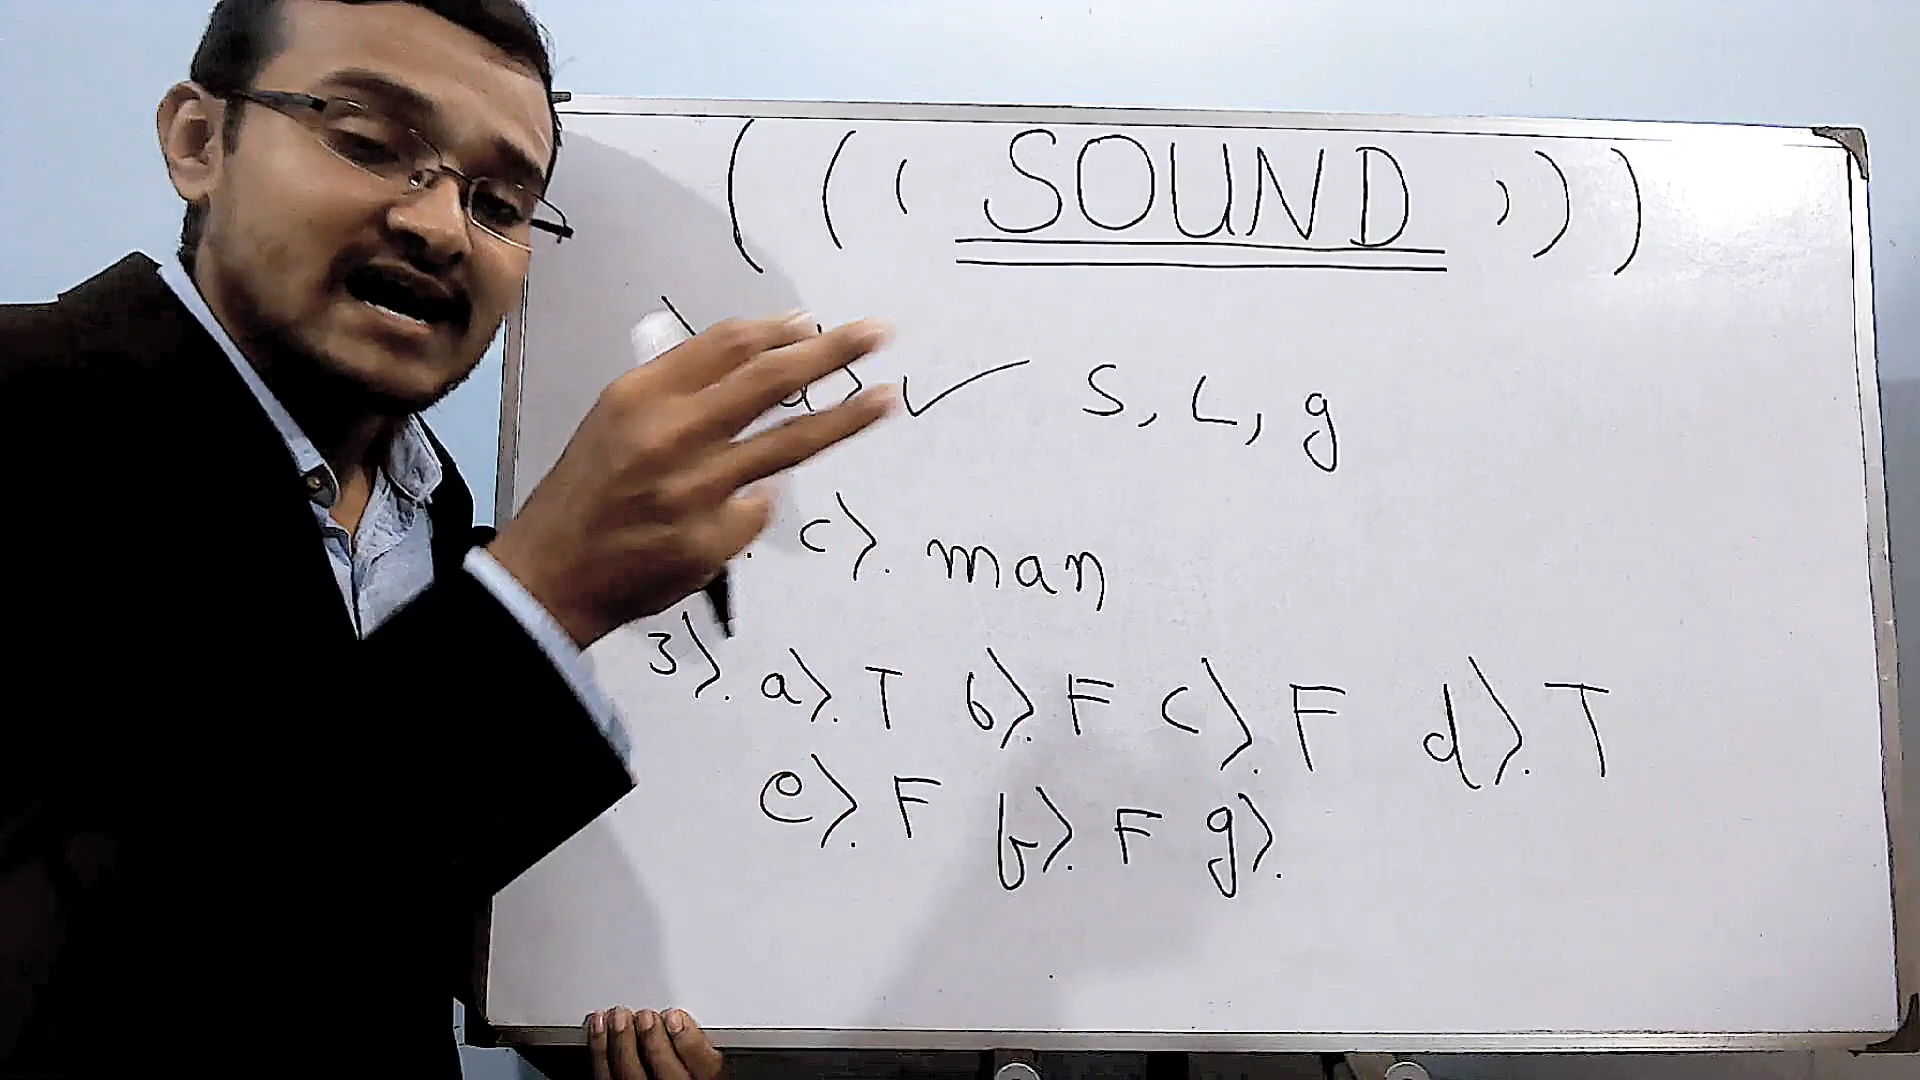 ( ( ( SOUND ) ) )
d) ✓ S, L, g
c). man
3). a). T b). F c). F d). T
e). F f). F g).